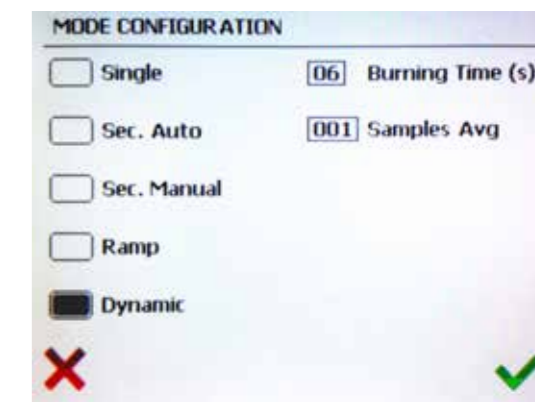 MODE CONFIGURATION
Single
06 Burning Time (s)
Sec. Auto
001 Samples Avg
Sec. Manual
Ramp
Dynamic